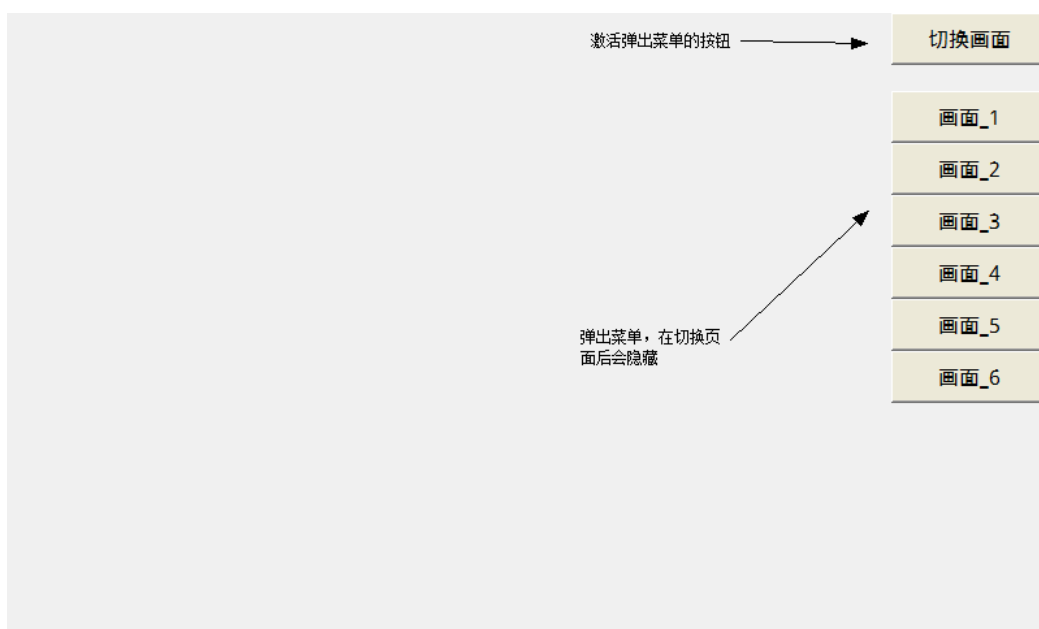 激活弹出菜单的按钮
切换画面
画面_1
画面_2
画面_3
画面_4
画面_5
画面_6
弹出菜单，在切换页
面后会隐藏